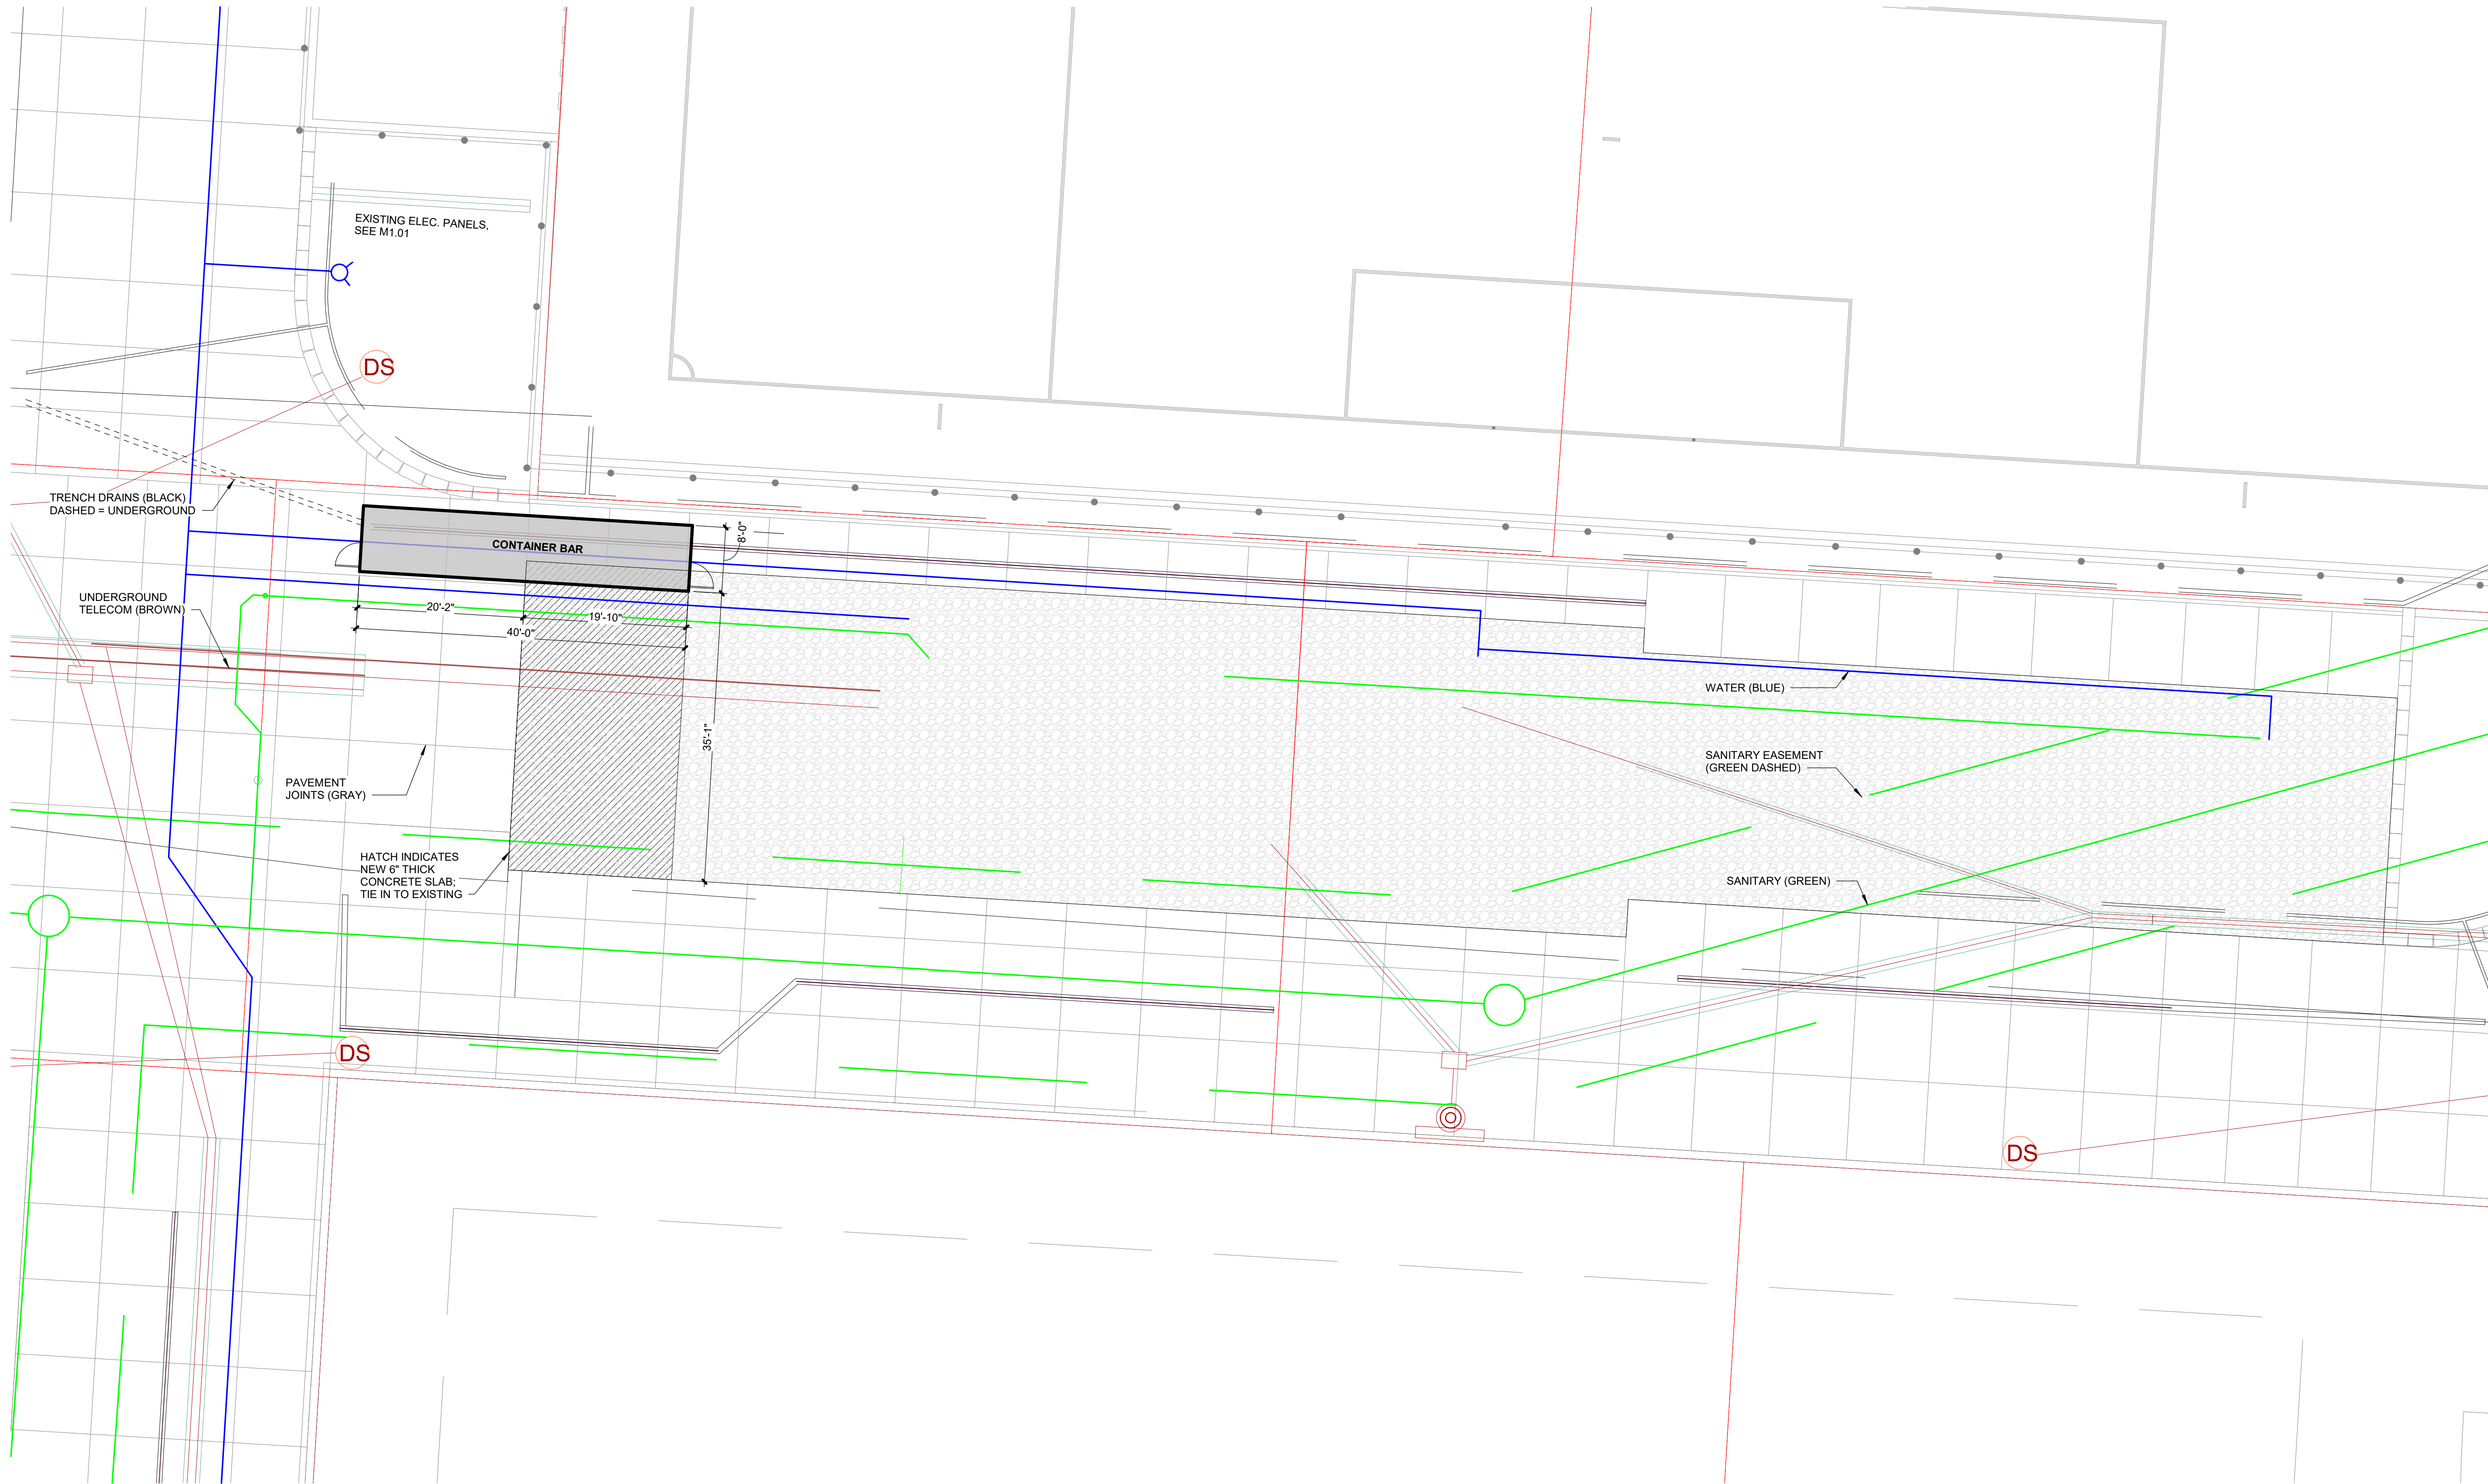 EXISTING ELEC. PANELS,
SEE M1.01
DS
TRENCH DRAINS (BLACK)
DASHED = UNDERGROUND
CONTAINER BAR
8'-0"
UNDERGROUND
TELECOM (BROWN)
20'-2"
19'-10"
40'-0"
35'-1"
WATER (BLUE)
SANITARY EASEMENT
(GREEN DASHED)
PAVEMENT
JOINTS (GRAY)
HATCH INDICATES
NEW 6" THICK
CONCRETE SLAB;
TIE IN TO EXISTING
SANITARY (GREEN)
DS
DS